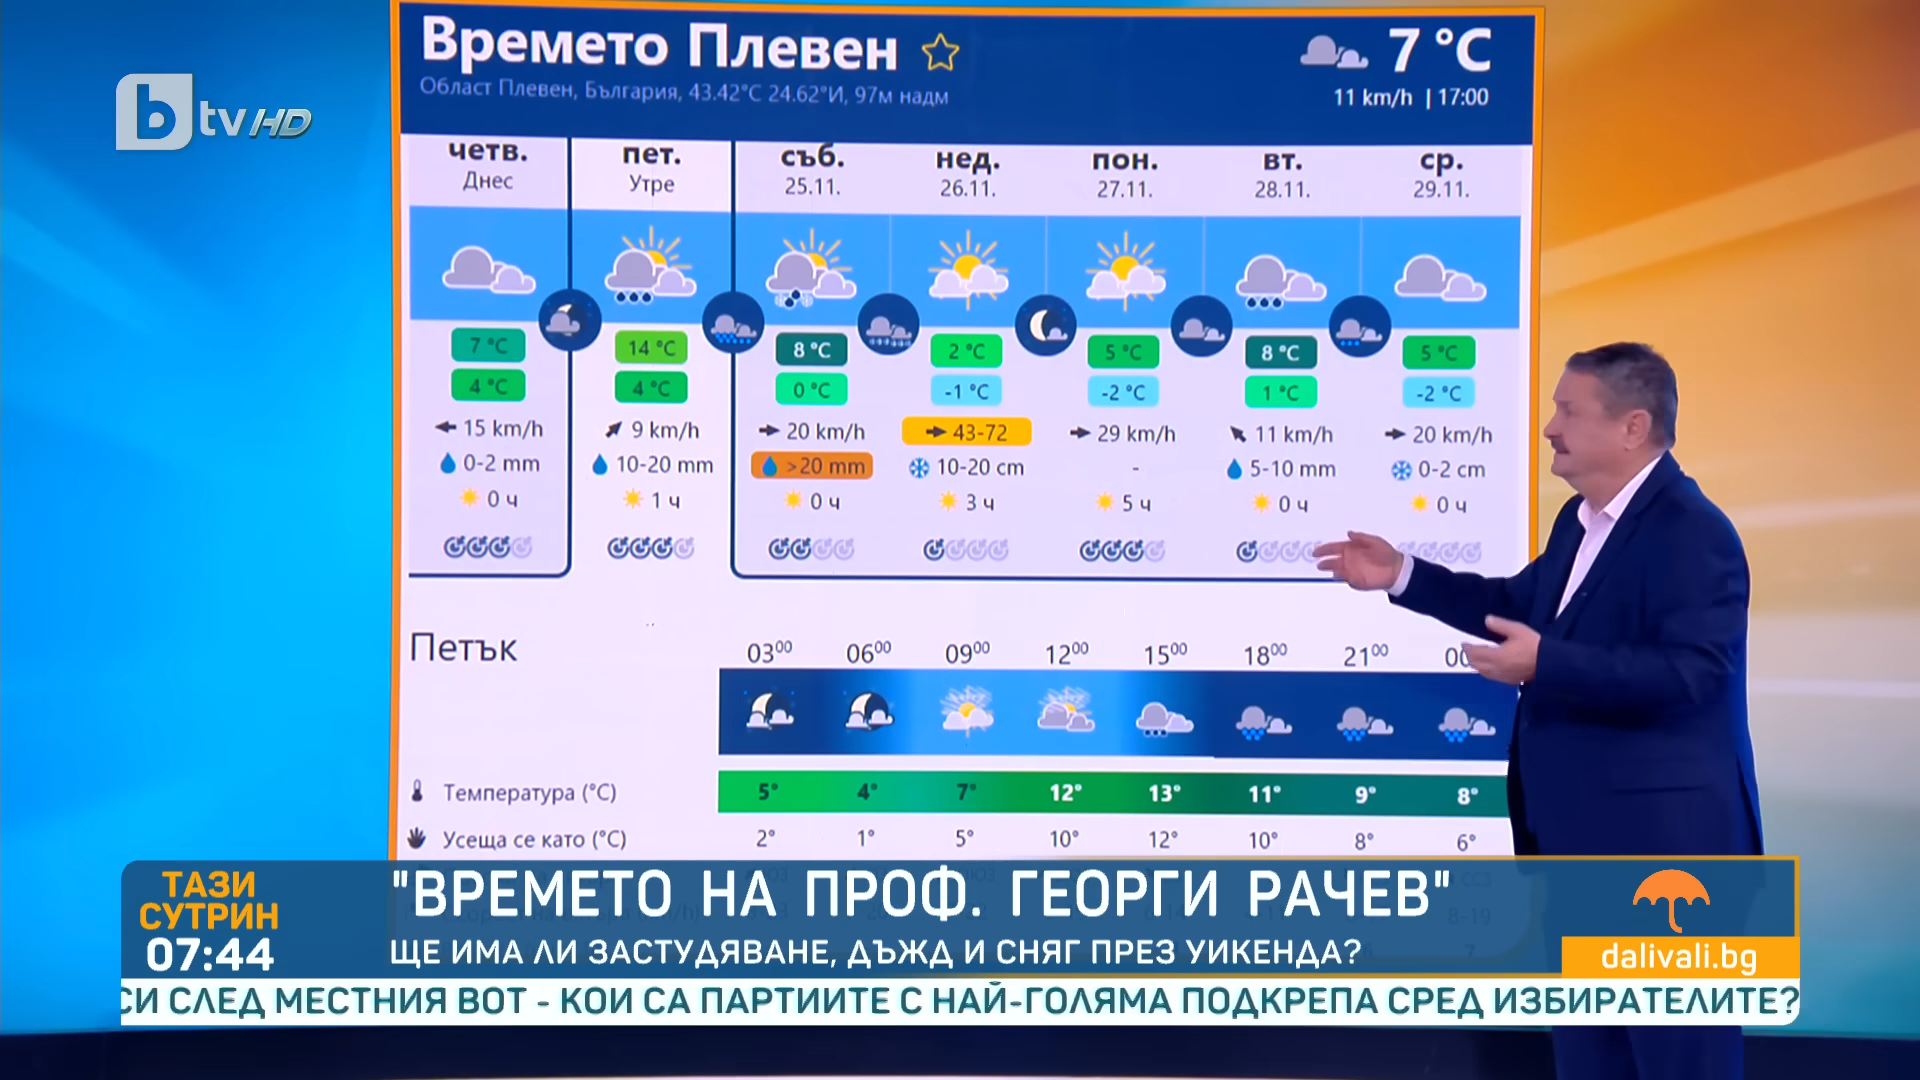 Времето Плевен
7 °C
Област Плевен, България, 43.42°С 24.62°И, 97м надм
11 km/h | 17:00
btv HD
четв. пет. съб. нед. пон. вт. ср.
Днес Утре 25.11. 26.11. 27.11. 28.11. 29.11.
7 °C 14 °C 8 °C 2 °C 5 °C 8 °C 5 °C
4 °C 4 °C 0 °C -1 °C -2 °C 1 °C -2 °C
15 km/h 9 km/h 20 km/h 43-72 29 km/h 11 km/h 20 km/h
0-2 mm 10-20 mm >20 mm 10-20 cm - 5-10 mm 0-2 cm
0 ч 1 ч 0 ч 3 ч 5 ч 0 ч 0 ч
Петък 03⁰⁰ 06⁰⁰ 09⁰⁰ 12⁰⁰ 15⁰⁰ 18⁰⁰ 21⁰⁰
Температура (°C) 5° 4° 7° 12° 13° 11° 9° 8°
Усеща се като (°C) 2° 1° 5° 10° 12° 10° 8° 6°
ТАЗИ
СУТРИН
07:44
"ВРЕМЕТО НА ПРОФ. ГЕОРГИ РАЧЕВ"
ЩЕ ИМА ЛИ ЗАСТУДЯВАНЕ, ДЪЖД И СНЯГ ПРЕЗ УИКЕНДА?
dalivali.bg
СИ СЛЕД МЕСТНИЯ ВОТ - КОИ СА ПАРТИИТЕ С НАЙ-ГОЛЯМА ПОДКРЕПА СРЕД ИЗБИРАТЕЛИТЕ?